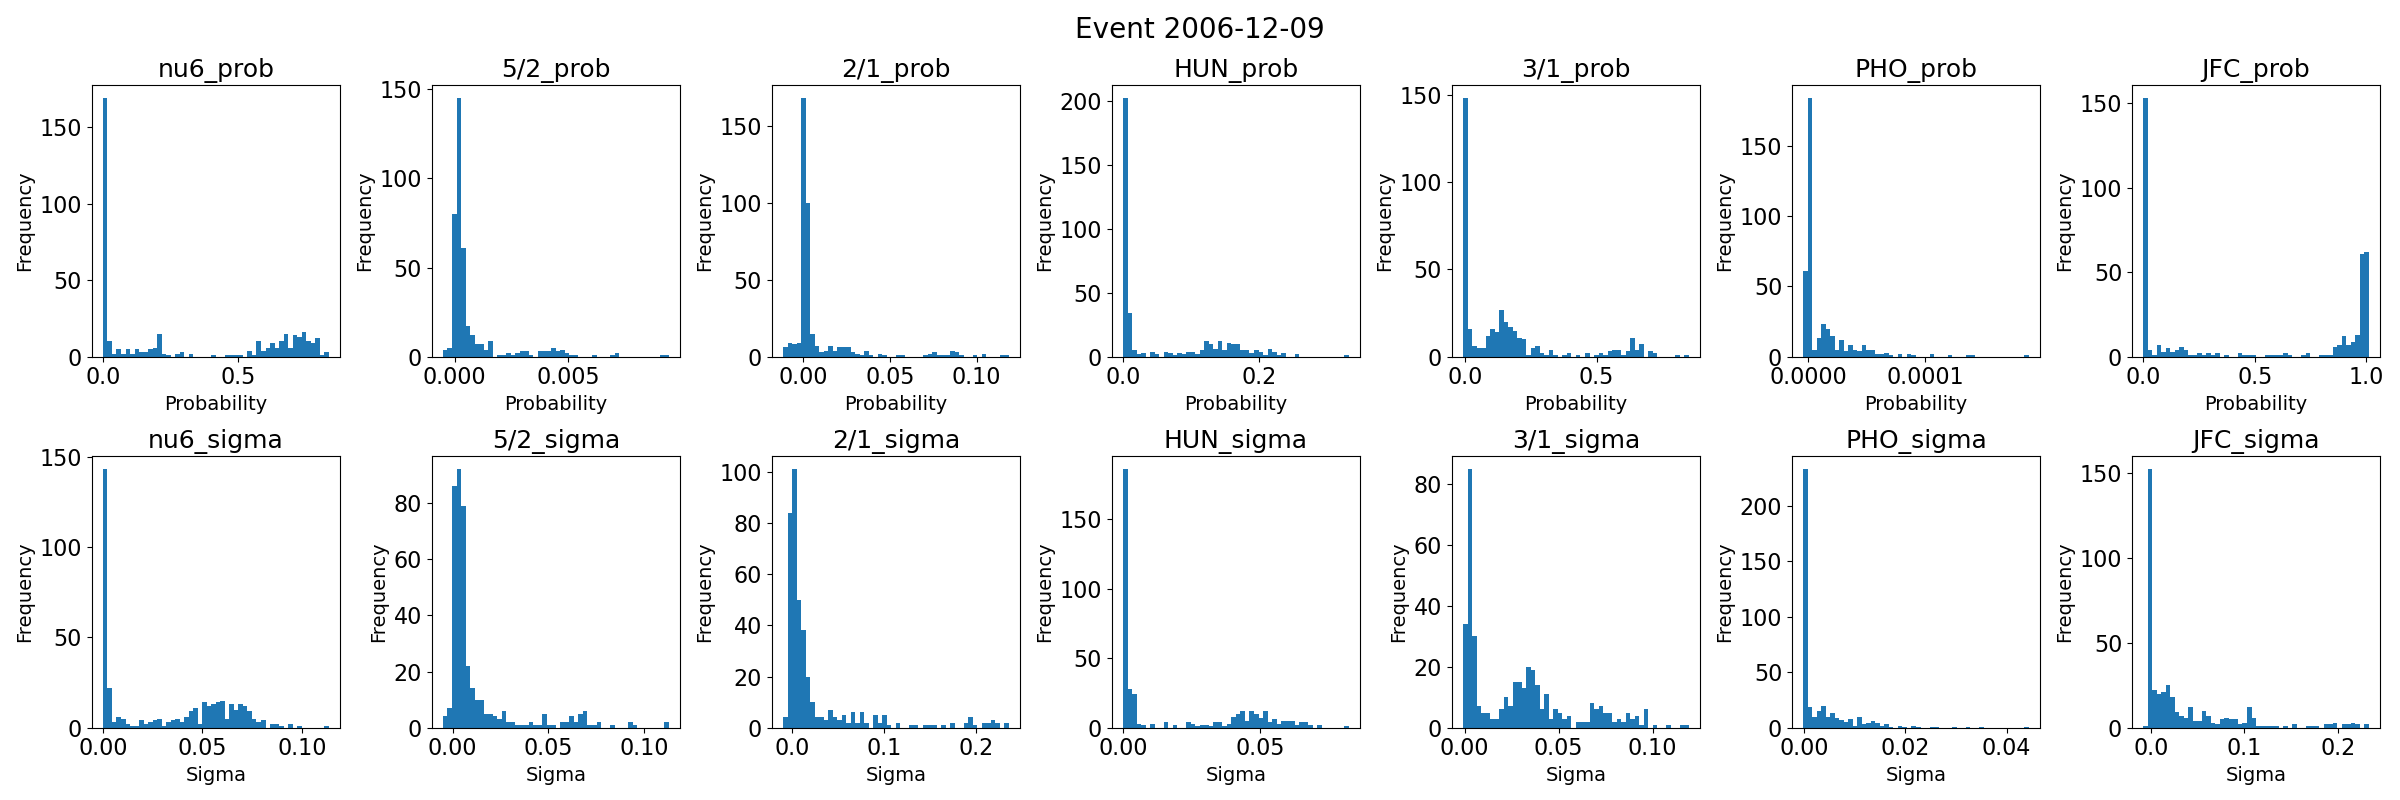 Event 2006-12-09
nu6_prob 5/2_prob 2/1_prob HUN_prob 3/1_prob PHO_prob JFC_prob
Frequency 150 100 50 0
0.0 0.5
Probability
Frequency 150 100 50 0
0.000 0.005
Probability
Frequency 150 100 50 0
0.00 0.05 0.10
Probability
Frequency 200 150 100 50 0
0.0 0.2
Probability
Frequency 150 100 50 0
0.0 0.5
Probability
Frequency 150 100 50 0
0.0000 0.0001
Probability
Frequency 150 100 50 0
0.0 0.5 1.0
Probability
nu6_sigma 5/2_sigma 2/1_sigma HUN_sigma 3/1_sigma PHO_sigma JFC_sigma
Frequency 150 100 50 0
0.00 0.05 0.10
Sigma
Frequency 80 60 40 20 0
0.00 0.05 0.10
Sigma
Frequency 100 80 60 40 20 0
0.0 0.1 0.2
Sigma
Frequency 150 100 50 0
0.00 0.05
Sigma
Frequency 80 60 40 20 0
0.00 0.05 0.10
Sigma
Frequency 200 150 100 50 0
0.00 0.02 0.04
Sigma
Frequency 150 100 50 0
0.0 0.1 0.2
Sigma